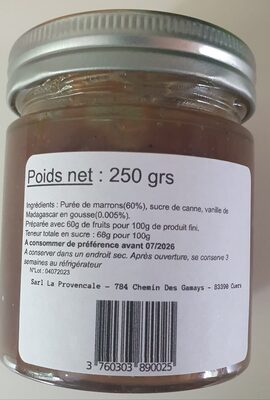 Poids net : 250 grs
Ingrédients : Purée de marrons(60%), sucre de canne, vanille de
Madagascar en gousse(0.005%).
Préparée avec 60g de fruits pour 100g de produit fini.
Teneur totale en sucre : 68g pour 100g
A consommer de préférence avant 07/2026
A conserver dans un endroit sec. Après ouverture, se conserve 3
semaines au réfrigérateur
N°Lot : 04072023
Sarl La Provencale - 784 Chemin Des Gamays - 83390 Cuers
3 760303 890025